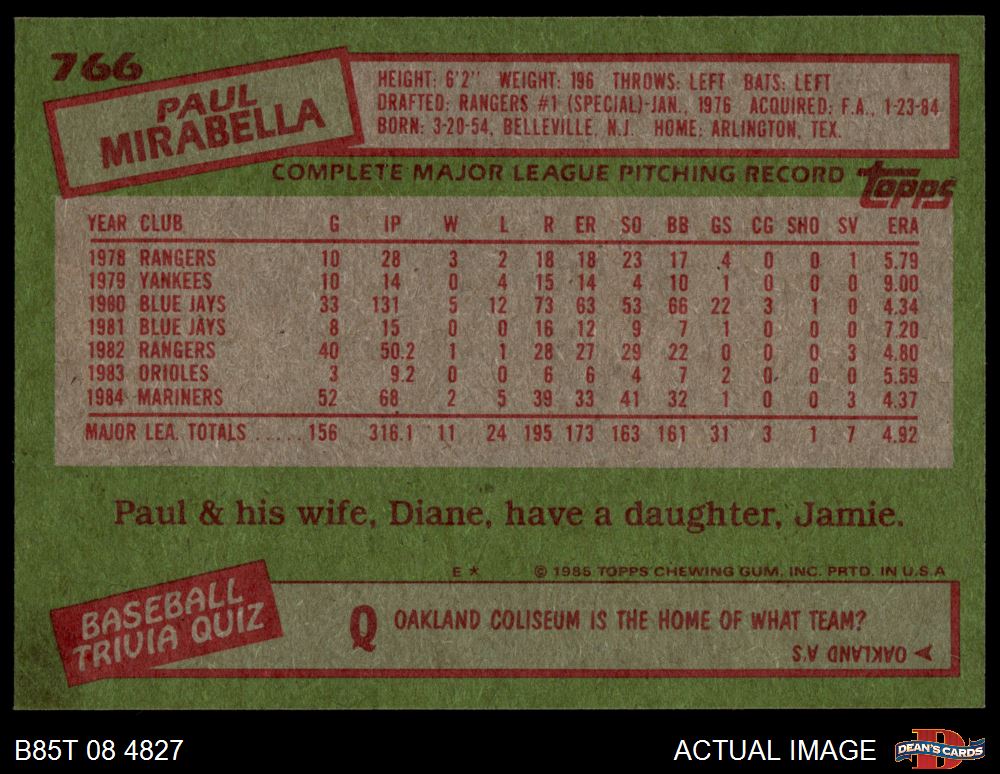 766
PAUL
MIRABELLA
HEIGHT: 6'2" WEIGHT: 196 THROWS: LEFT BATS: LEFT
DRAFTED: RANGERS #1 (SPECIAL)-JAN., 1976 ACQUIRED: F.A., 1-23-84
BORN: 3-20-54, BELLEVILLE, N.J. HOME: ARLINGTON, TEX.
COMPLETE MAJOR LEAGUE PITCHING RECORD topps
YEAR CLUB G IP W L R ER SO BB GS CG SHO SV ERA
1978 RANGERS 10 28 3 2 18 18 23 17 4 0 0 1 5.79
1979 YANKEES 10 14 0 4 15 14 4 10 1 0 0 0 9.00
1980 BLUE JAYS 33 131 5 12 73 63 53 66 22 3 1 0 4.34
1981 BLUE JAYS 8 15 0 0 16 12 9 7 1 0 0 0 7.20
1982 RANGERS 40 50.2 1 1 28 27 29 22 0 0 0 3 4.80
1983 ORIOLES 3 9.2 0 0 6 6 4 7 2 0 0 0 5.59
1984 MARINERS 52 68 2 5 39 33 41 32 1 0 0 3 4.37
MAJOR LEA. TOTALS ..... 156 316.1 11 24 195 173 163 161 31 3 1 7 4.92
Paul & his wife, Diane, have a daughter, Jamie.
E ★ © 1985 TOPPS CHEWING GUM, INC. PRTD. IN U.S.A
BASEBALL
TRIVIA QUIZ
Q OAKLAND COLISEUM IS THE HOME OF WHAT TEAM?
OAKLAND A'S
B85T 08 4827
ACTUAL IMAGE
D
DEAN'S CARDS